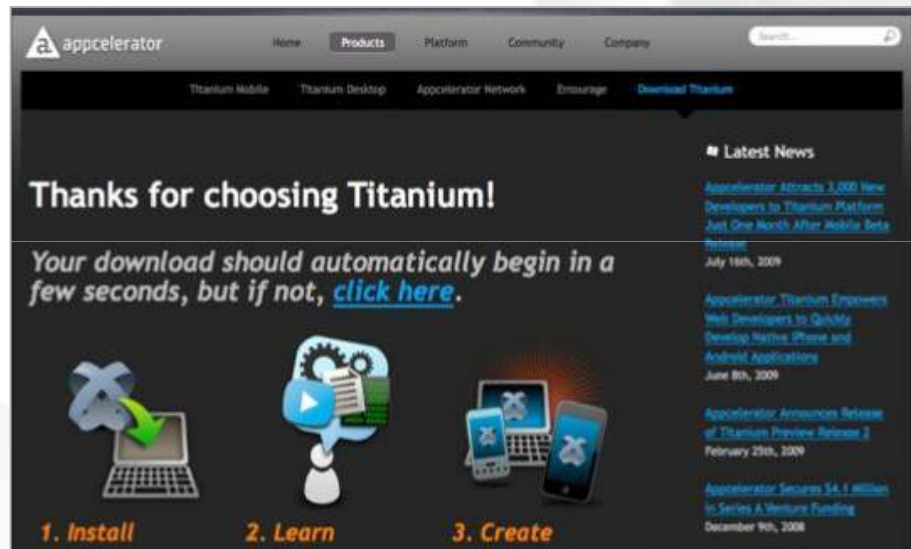 appcelerator
Home Products Platform Community Company
Search...
Titanium Mobile Titanium Desktop Appcelerator Network Entourage Download Titanium
Thanks for choosing Titanium!
Your download should automatically begin in a
few seconds, but if not, click here.
1. Install
2. Learn
3. Create
Latest News
Appcelerator Attracts 3,000 New
Developers to Titanium Platform
Just One Month After Mobile Beta
Release
July 16th, 2009
Appcelerator Titanium Empowers
Web Developers to Quickly
Develop Native iPhone and
Android Applications
June 8th, 2009
Appcelerator Announces Release
of Titanium Preview Release 2
February 25th, 2009
Appcelerator Secures $4.1 Million
in Series A Venture Funding
December 9th, 2008